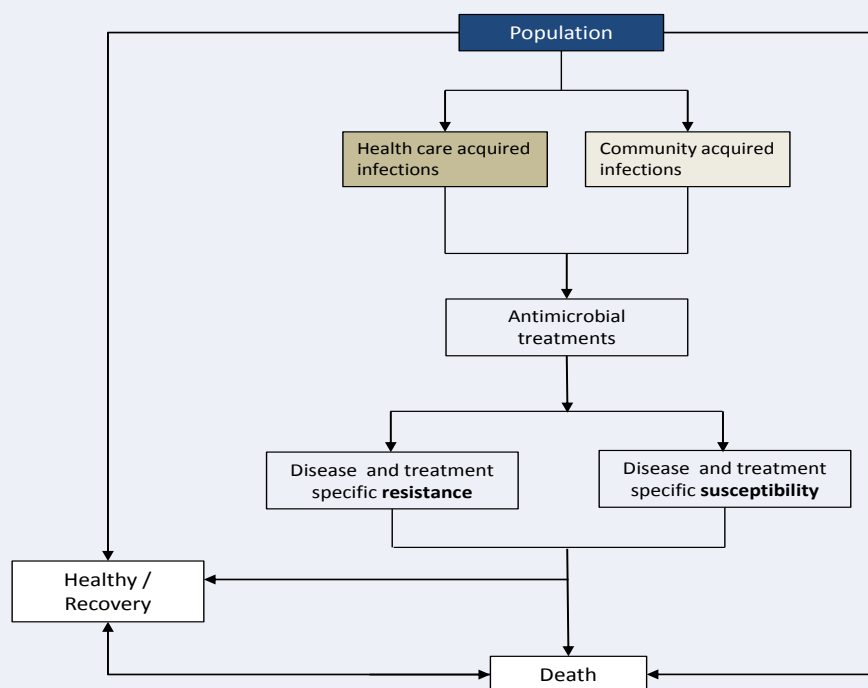 Population
Health care acquired
infections
Community acquired
infections
Antimicrobial
treatments
Disease and treatment
specific resistance
Disease and treatment
specific susceptibility
Healthy /
Recovery
Death